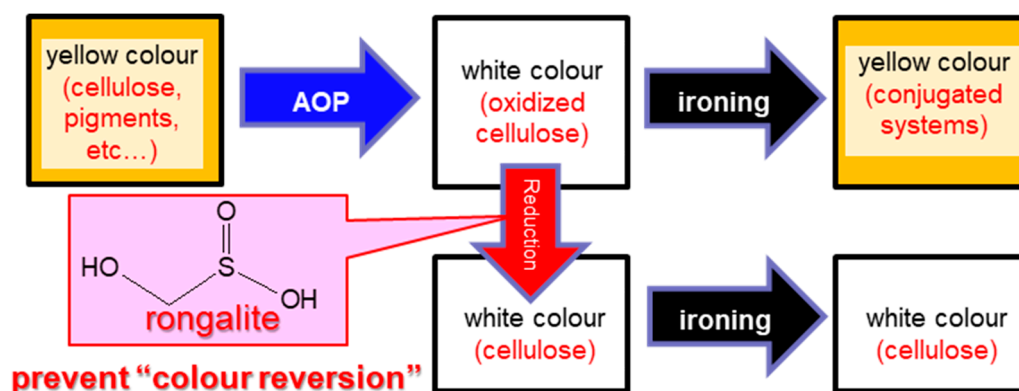 yellow colour
(cellulose,
pigments,
etc…)
AOP
white colour
(oxidized
cellulose)
ironing
yellow colour
(conjugated
systems)
Reduction
O
HO
S
OH
rongalite
white colour
(cellulose)
ironing
white colour
(cellulose)
prevent “colour reversion”